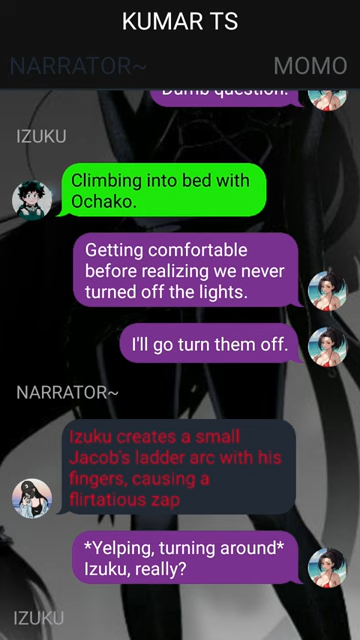 KUMAR TS
NARRATOR~
MOMO
Dumb question.
IZUKU
Climbing into bed with
Ochako.
Getting comfortable
before realizing we never
turned off the lights.
I'll go turn them off.
NARRATOR~
Izuku creates a small
Jacob's ladder arc with his
fingers, causing a
flirtatious zap
*Yelping, turning around*
Izuku, really?
IZUKU